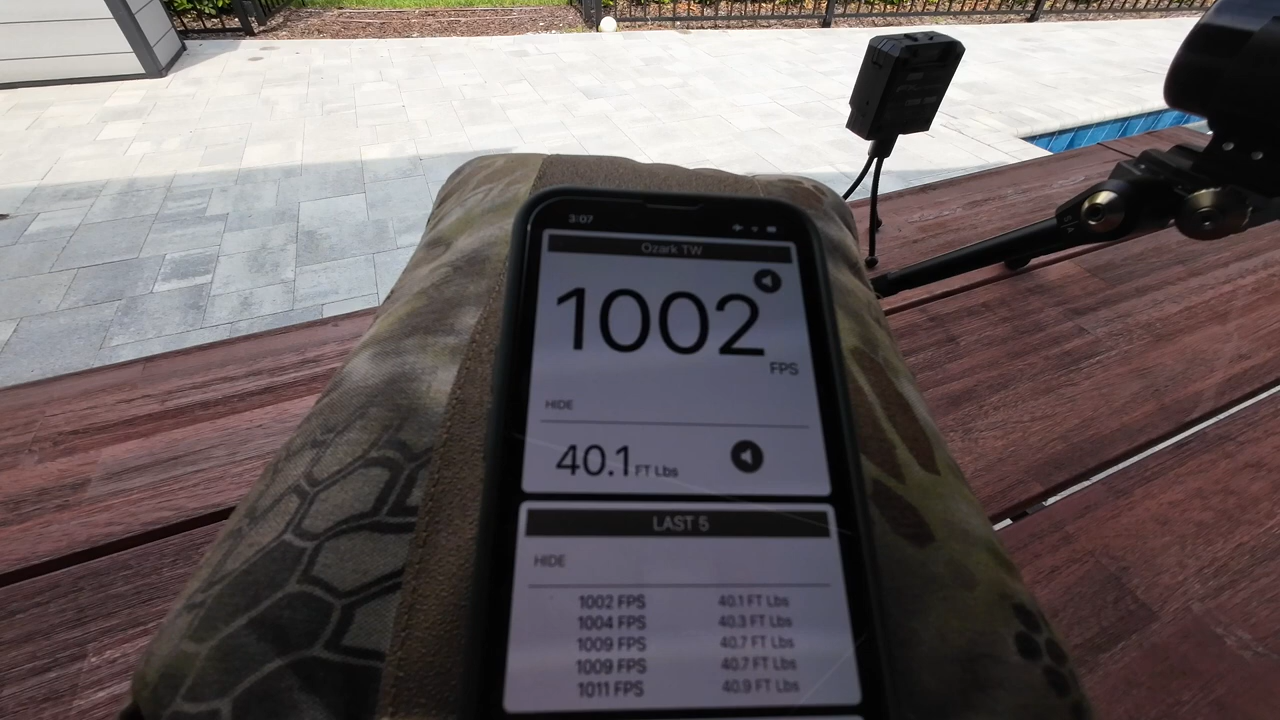 3:07
Ozark TW
1002
FPS
HIDE
40.1 FT Lbs
LAST 5
HIDE
1002 FPS 40.1 FT Lbs
1004 FPS 40.3 FT Lbs
1009 FPS 40.7 FT Lbs
1009 FPS 40.7 FT Lbs
1011 FPS 40.9 FT Lbs